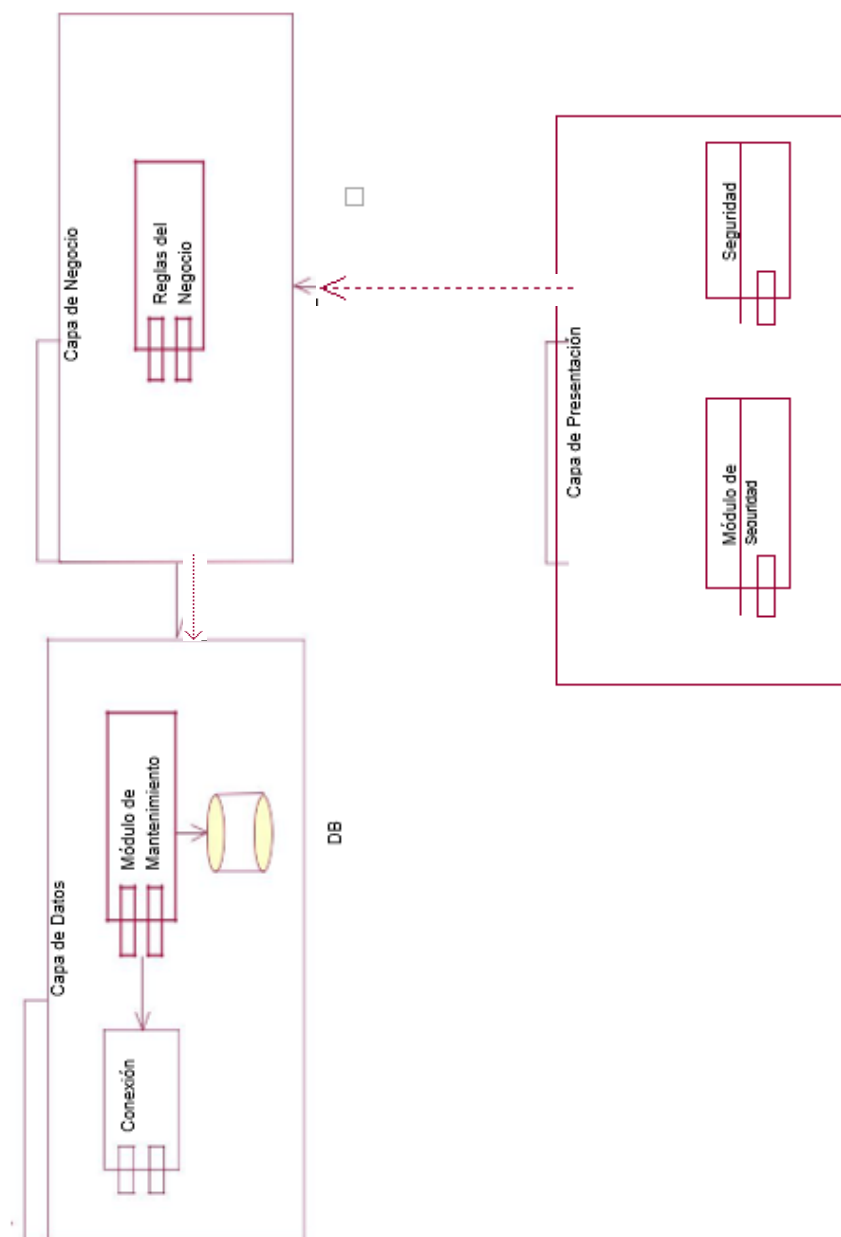 Capa de Negocio
Reglas del
Negocio
Capa de Presentación
Seguridad
Módulo de
Seguridad
Capa de Datos
Módulo de
Mantenimiento
Conexión
DB